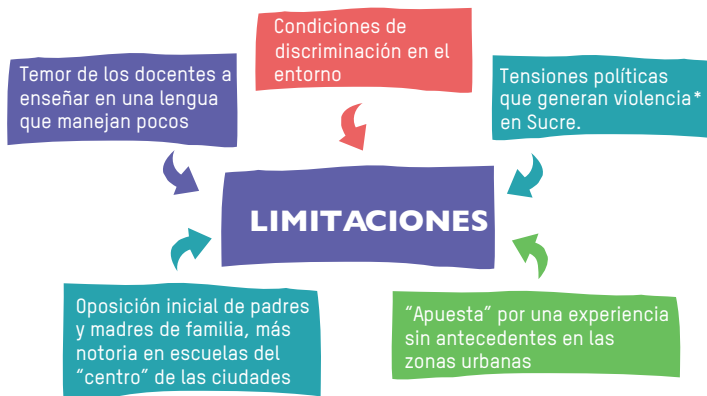 Condiciones de
discriminación en el
entorno
Temor de los docentes a
enseñar en una lengua
que manejan pocos
Tensiones políticas
que generan violencia*
en Sucre.
LIMITACIONES
Oposición inicial de padres
y madres de familia, más
notoria en escuelas del
“centro” de las ciudades
“Apuesta” por una experiencia
sin antecedentes en las
zonas urbanas